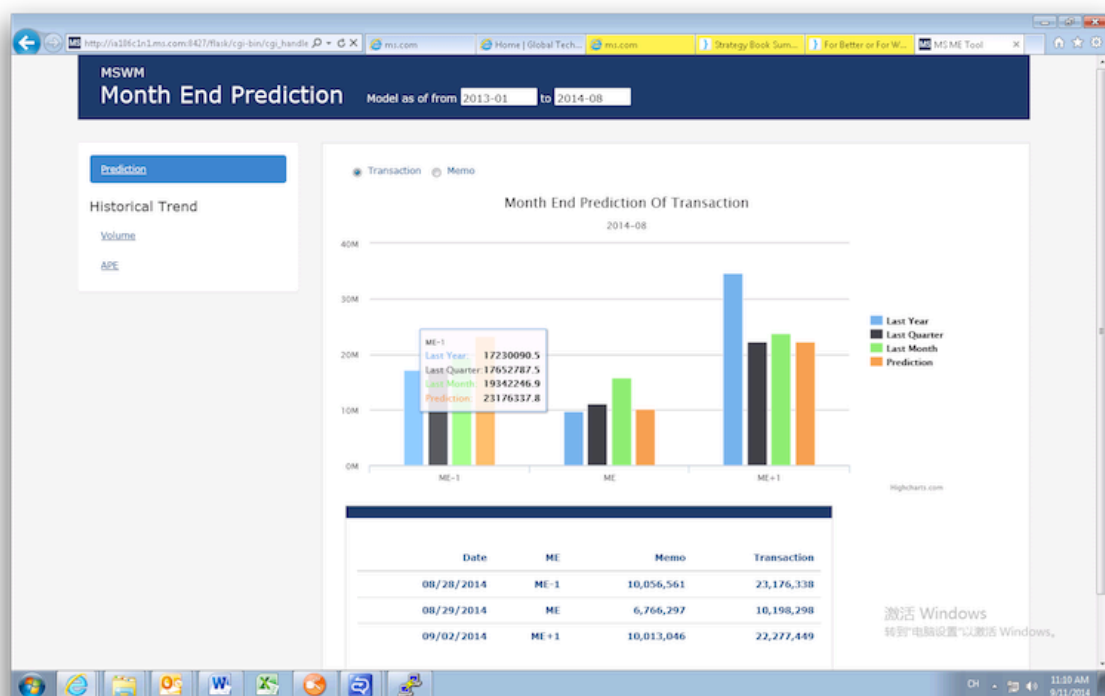 http://ia186c1n1.ms.com:8427/flask/cgi-bin/cgi_handle
ms.com
Home | Global Tech...
ms.com
Strategy Book Sum...
For Better or For W...
MS ME Tool
MSWM
Month End Prediction Model as of from 2013-01 to 2014-08
Prediction
Historical Trend
Volume
APE
Transaction Memo
Month End Prediction Of Transaction
2014-08
40M
30M
20M
10M
0M
ME-1
Last Year: 17230090.5
Last Quarter: 17652787.5
Last Month: 19342246.9
Prediction: 23176337.8
ME-1 ME ME+1
Last Year
Last Quarter
Last Month
Prediction
Highcharts.com
Date ME Memo Transaction
08/28/2014 ME-1 10,056,561 23,176,338
08/29/2014 ME 6,766,297 10,198,298
09/02/2014 ME+1 10,013,046 22,277,449
激活 Windows
转到"电脑设置"以激活 Windows。
CH
11:10 AM
9/11/2014